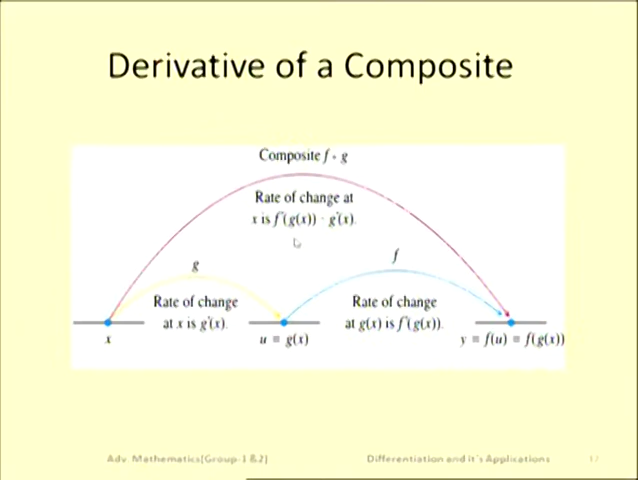 Derivative of a Composite
Composite f ∘ g
Rate of change at
x is f′(g(x)) · g′(x).
g
f
Rate of change
at x is g′(x).
Rate of change
at g(x) is f′(g(x)).
x
u = g(x)
y = f(u) = f(g(x))
Adv. Mathematics[Group-1 &2]
Differentiation and it's Applications
17